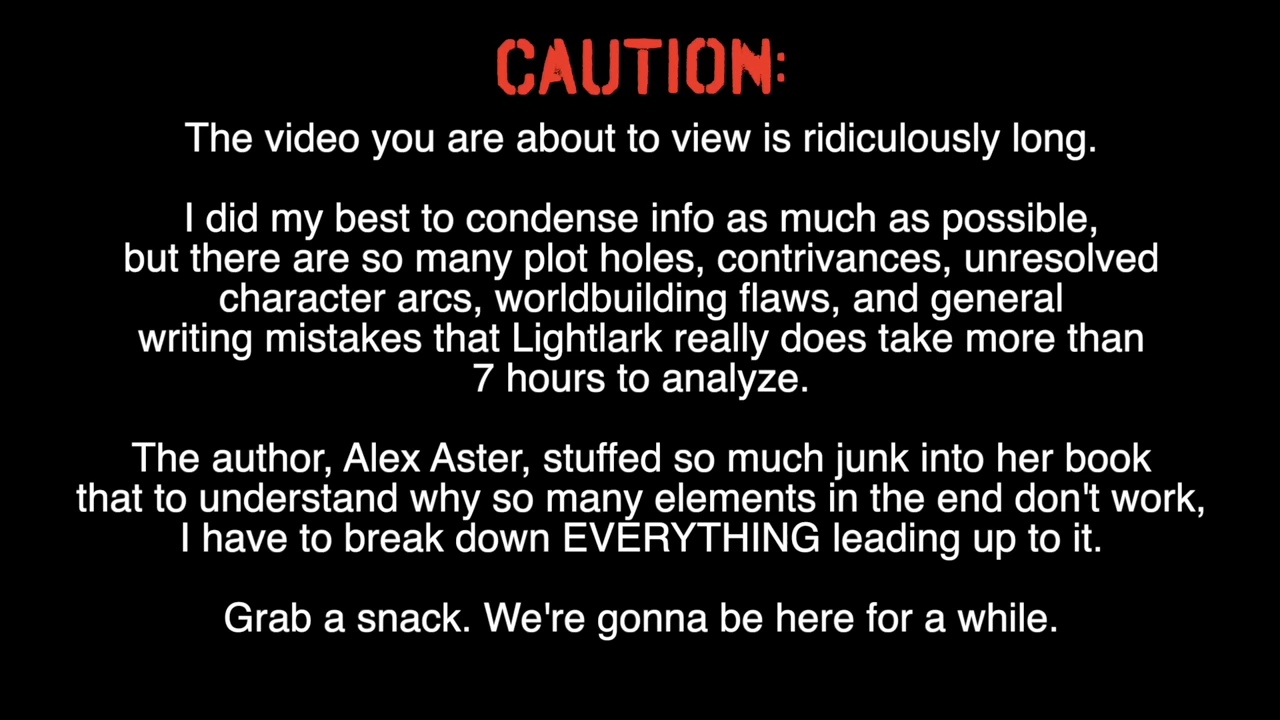 CAUTION:
The video you are about to view is ridiculously long.
I did my best to condense info as much as possible,
but there are so many plot holes, contrivances, unresolved
character arcs, worldbuilding flaws, and general
writing mistakes that Lightlark really does take more than
7 hours to analyze.
The author, Alex Aster, stuffed so much junk into her book
that to understand why so many elements in the end don't work,
I have to break down EVERYTHING leading up to it.
Grab a snack. We're gonna be here for a while.